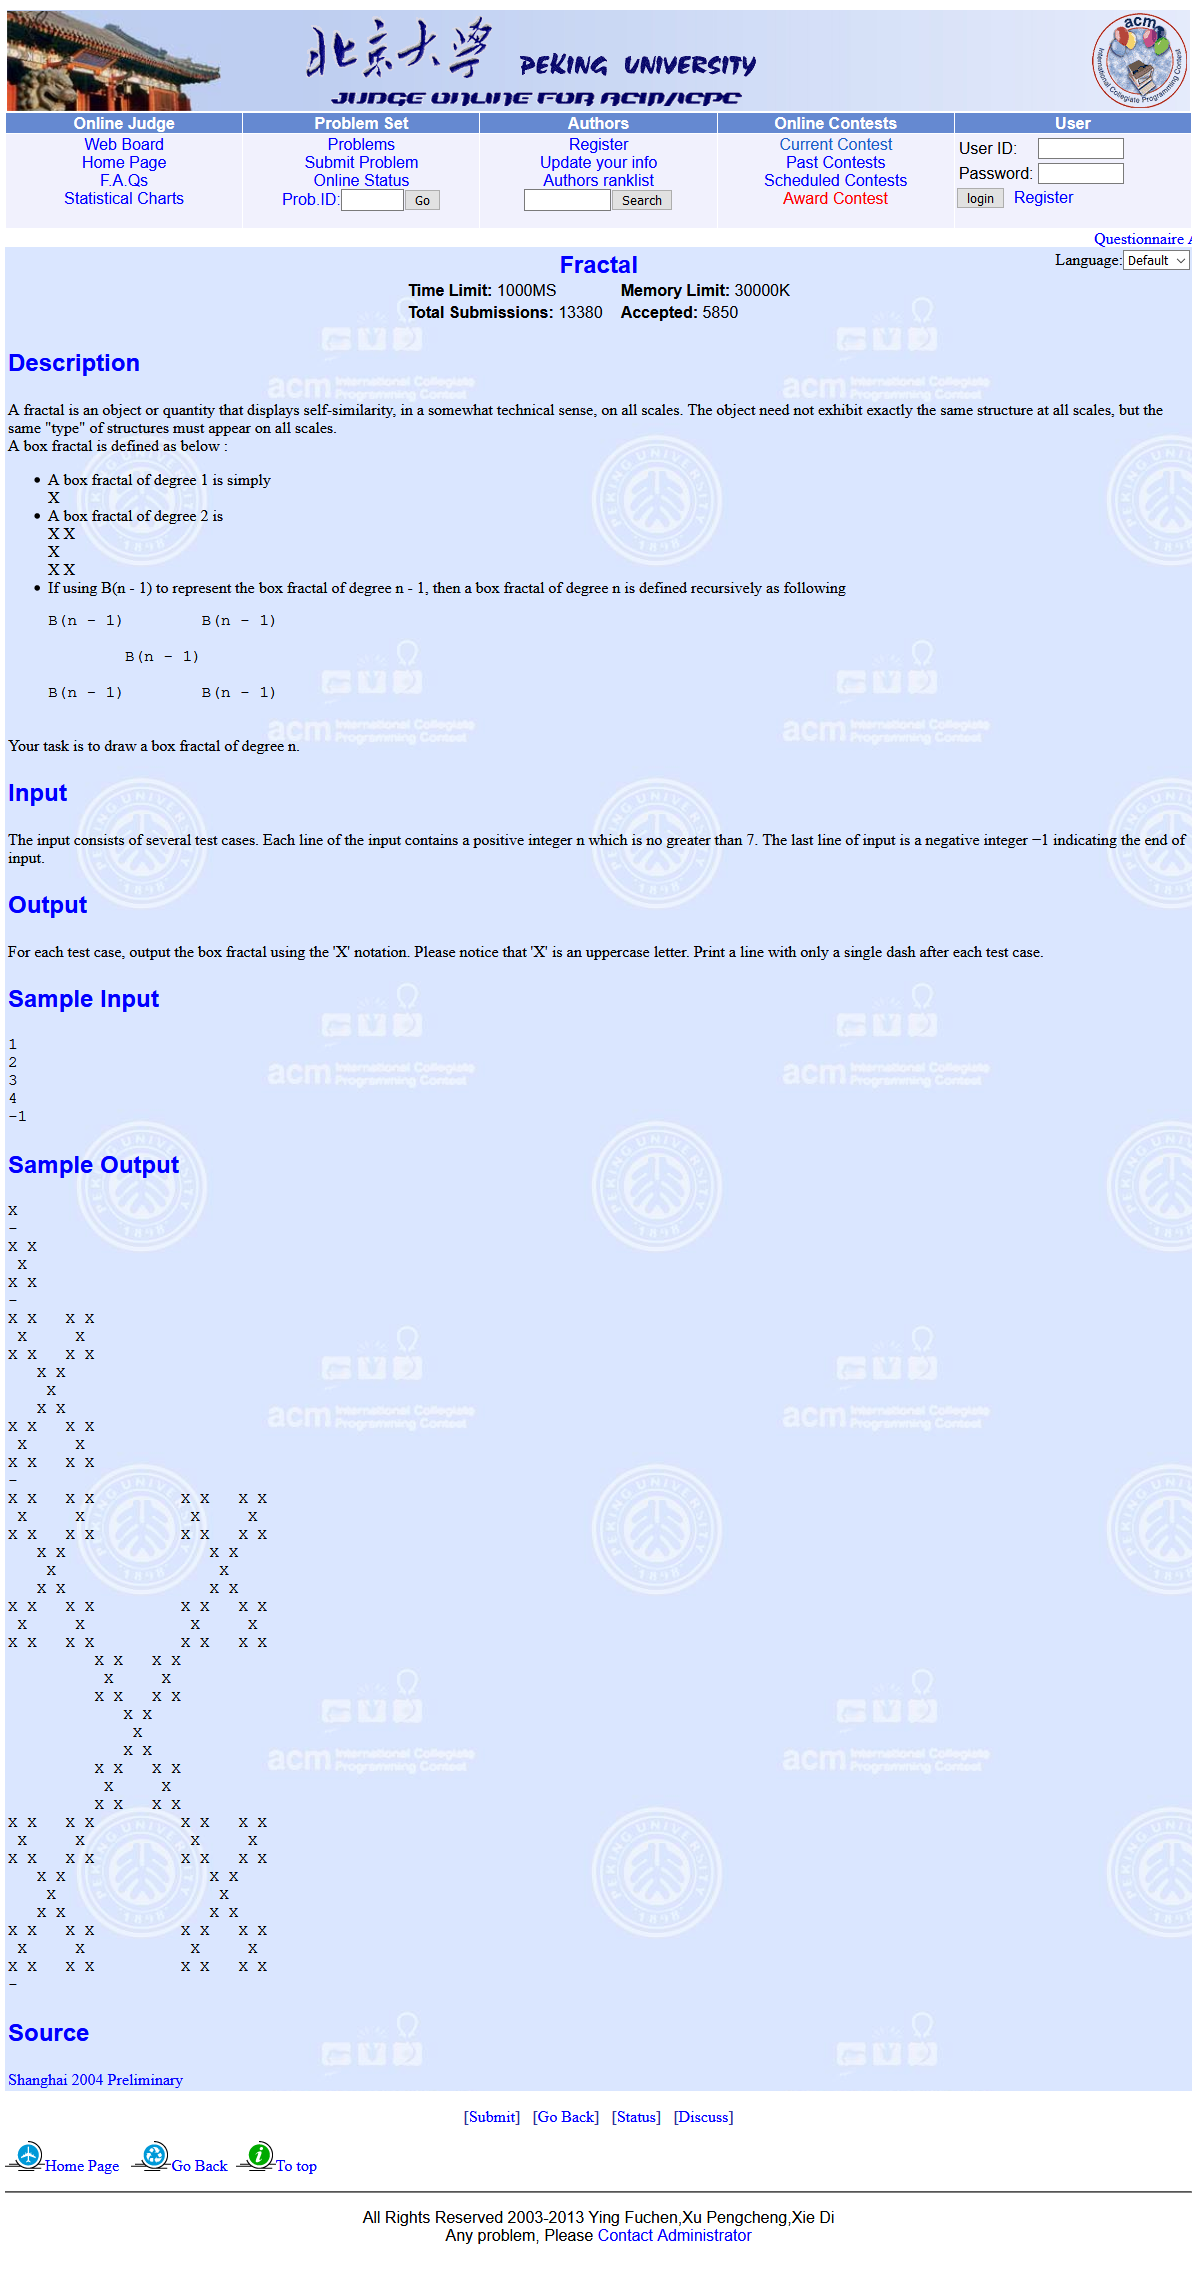 北京大學 PEKING UNIVERSITY
JUDGE ONLINE FOR ACM/ICPC
acm
International Collegiate Programming Contest
Online Judge Problem Set Authors Online Contests User
Web Board Problems Register Current Contest User ID:
Home Page Submit Problem Update your info Past Contests Password:
F.A.Qs Online Status Authors ranklist Scheduled Contests
Statistical Charts Prob.ID: Go Search Award Contest login Register
Questionnaire A
Fractal Language: Default
Time Limit: 1000MS Memory Limit: 30000K
Total Submissions: 13380 Accepted: 5850
Description
A fractal is an object or quantity that displays self-similarity, in a somewhat technical sense, on all scales. The object need not exhibit exactly the same structure at all scales, but the
same "type" of structures must appear on all scales.
A box fractal is defined as below :
• A box fractal of degree 1 is simply
X
• A box fractal of degree 2 is
X X
X
X X
• If using B(n - 1) to represent the box fractal of degree n - 1, then a box fractal of degree n is defined recursively as following
B(n - 1)        B(n - 1)
        B(n - 1)
B(n - 1)        B(n - 1)
Your task is to draw a box fractal of degree n.
Input
The input consists of several test cases. Each line of the input contains a positive integer n which is no greater than 7. The last line of input is a negative integer −1 indicating the end of
input.
Output
For each test case, output the box fractal using the 'X' notation. Please notice that 'X' is an uppercase letter. Print a line with only a single dash after each test case.
Sample Input
1
2
3
4
-1
Sample Output
X
-
X X
 X
X X
-
X X   X X
 X     X
X X   X X
   X X
    X
   X X
X X   X X
 X     X
X X   X X
-
X X   X X         X X   X X
 X     X           X     X
X X   X X         X X   X X
   X X               X X
    X                 X
   X X               X X
X X   X X         X X   X X
 X     X           X     X
X X   X X         X X   X X
         X X   X X
          X     X
         X X   X X
            X X
             X
            X X
         X X   X X
          X     X
         X X   X X
X X   X X         X X   X X
 X     X           X     X
X X   X X         X X   X X
   X X               X X
    X                 X
   X X               X X
X X   X X         X X   X X
 X     X           X     X
X X   X X         X X   X X
-
Source
Shanghai 2004 Preliminary
[Submit] [Go Back] [Status] [Discuss]
Home Page Go Back To top
All Rights Reserved 2003-2013 Ying Fuchen,Xu Pengcheng,Xie Di
Any problem, Please Contact Administrator